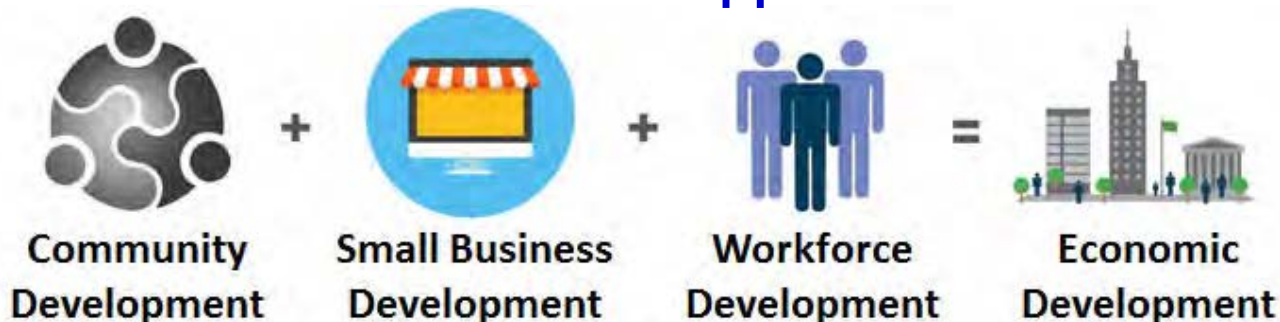 + + =
Community Small Business Workforce Economic
Development Development Development Development